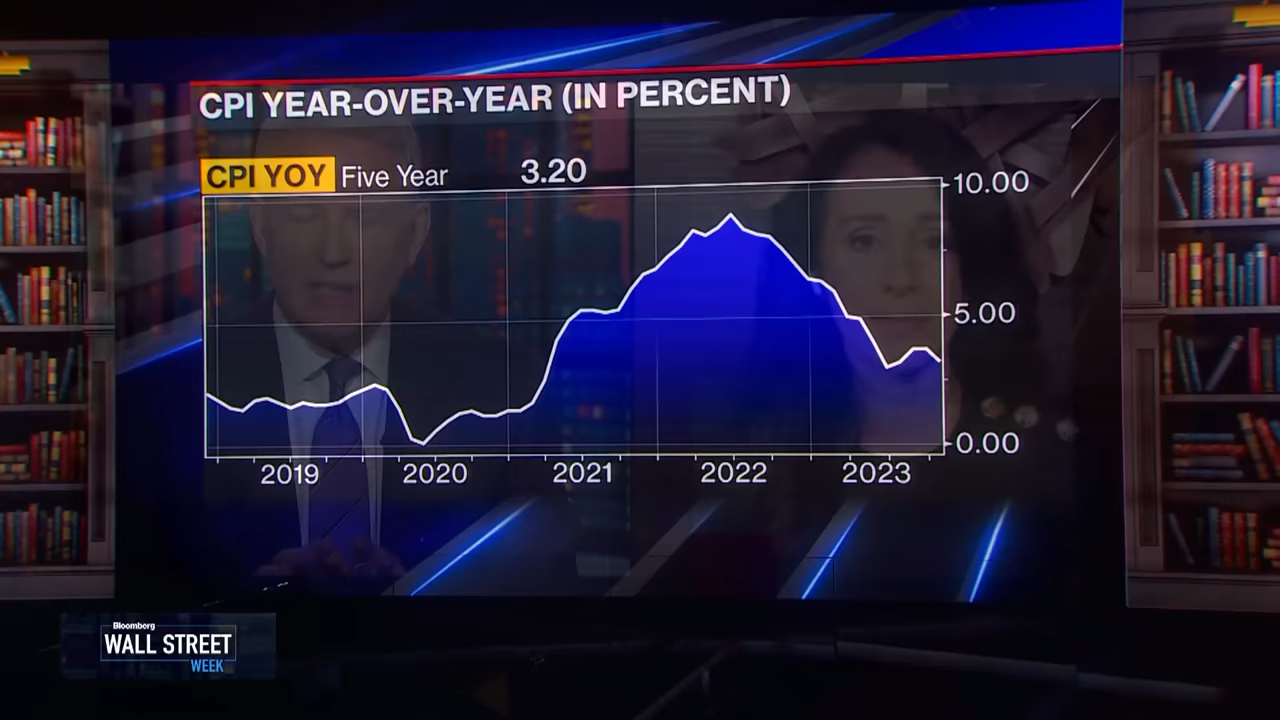 CPI YEAR-OVER-YEAR (IN PERCENT)
CPI YOY Five Year 3.20
10.00
5.00
0.00
2019 2020 2021 2022 2023
Bloomberg
WALL STREET
WEEK